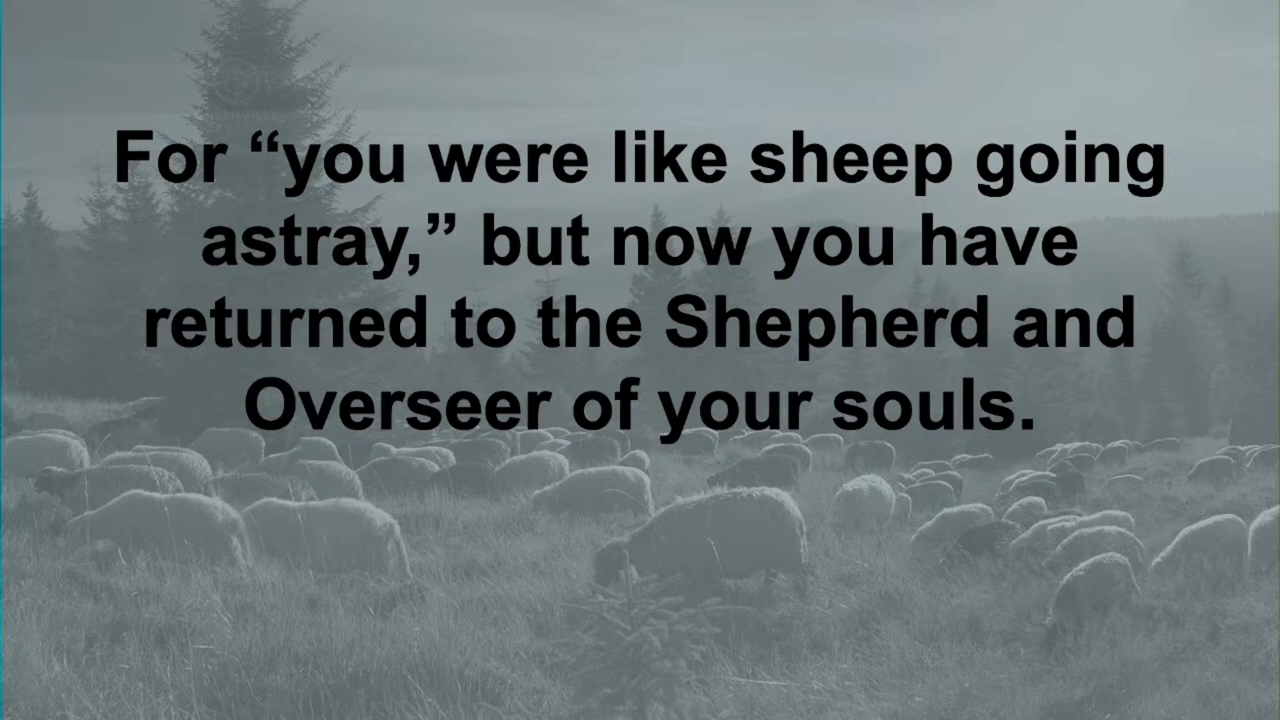 For “you were like sheep going
astray,” but now you have
returned to the Shepherd and
Overseer of your souls.